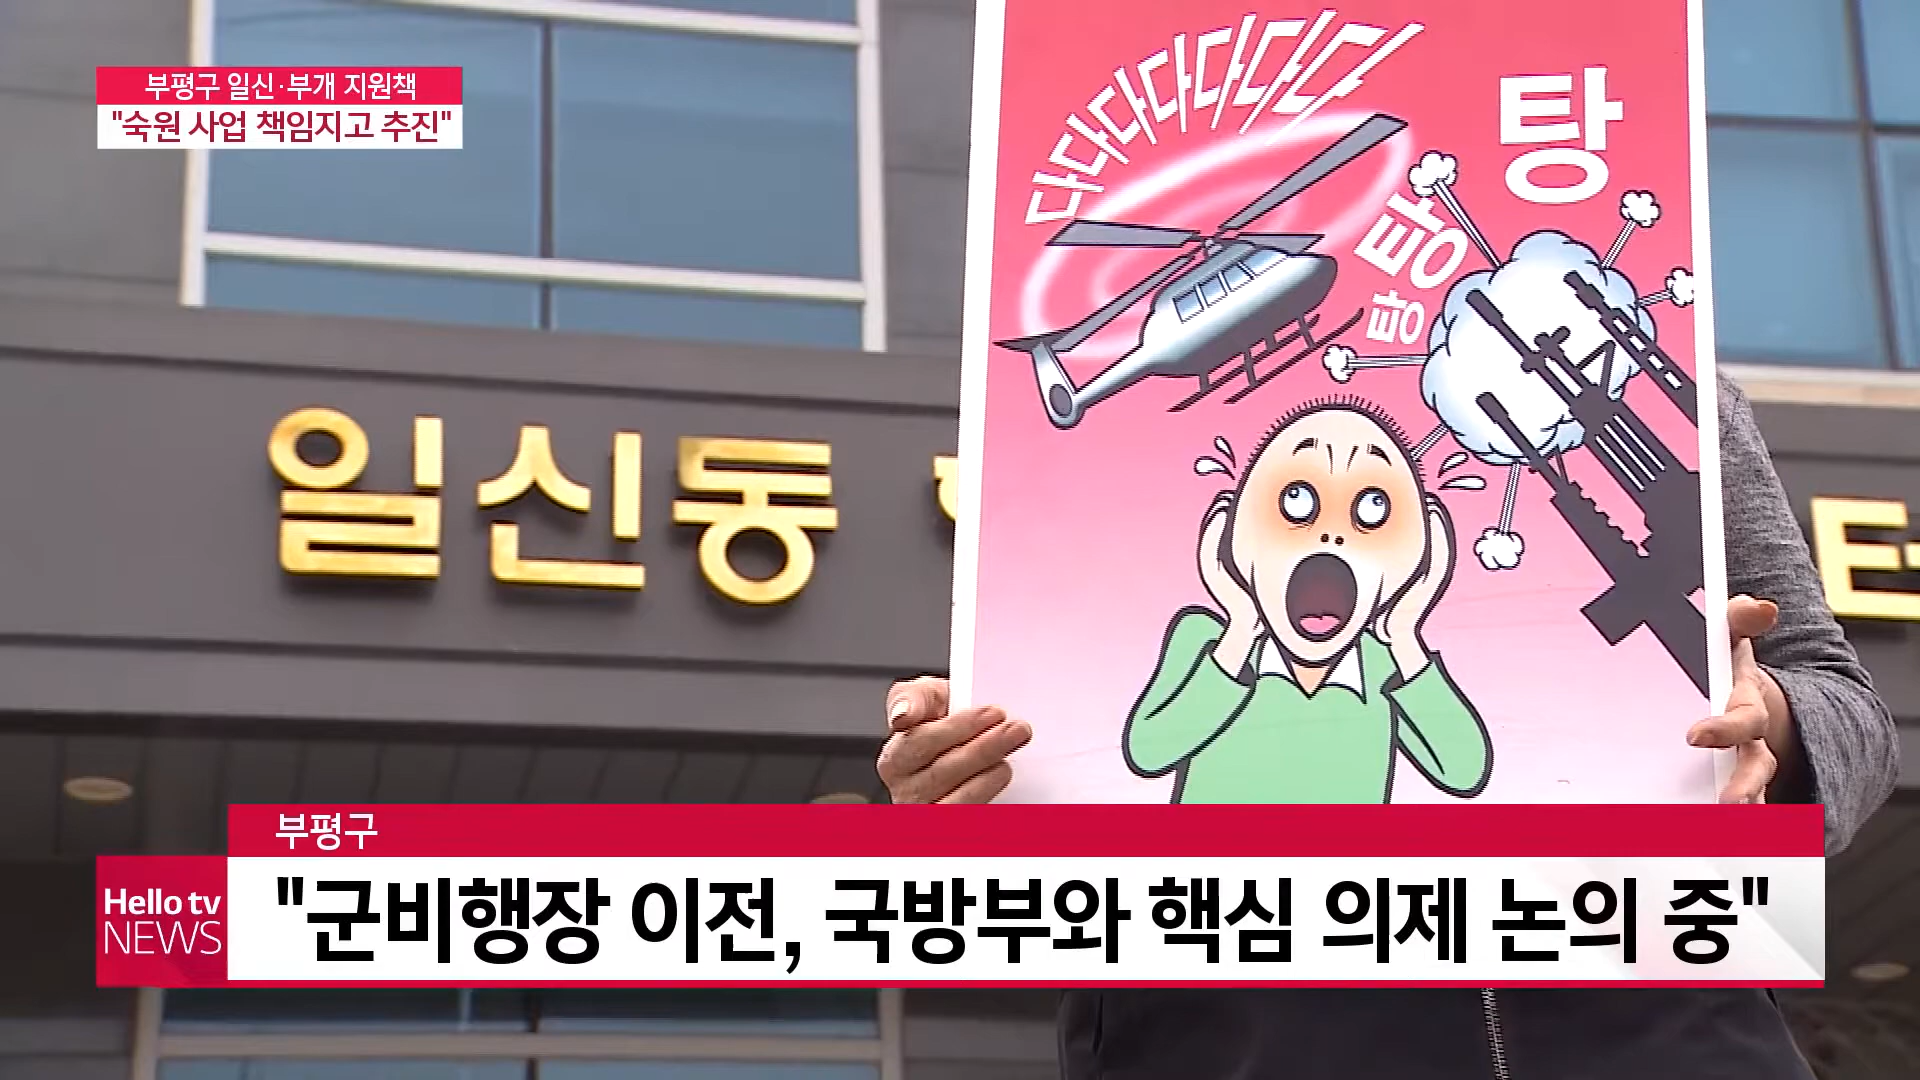 부평구 일신·부개 지원책
"숙원 사업 책임지고 추진"
다다다다다다다
탕
탕
탕
일신동
터
부평구
"군비행장 이전, 국방부와 핵심 의제 논의 중"
Hello tv
NEWS